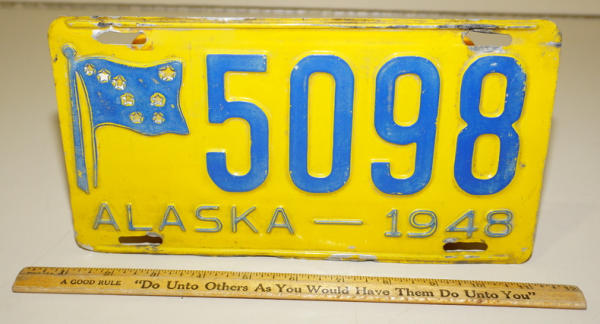 5098
ALASKA — 1948
A GOOD RULE "Do Unto Others As You Would Have Them Do Unto You"